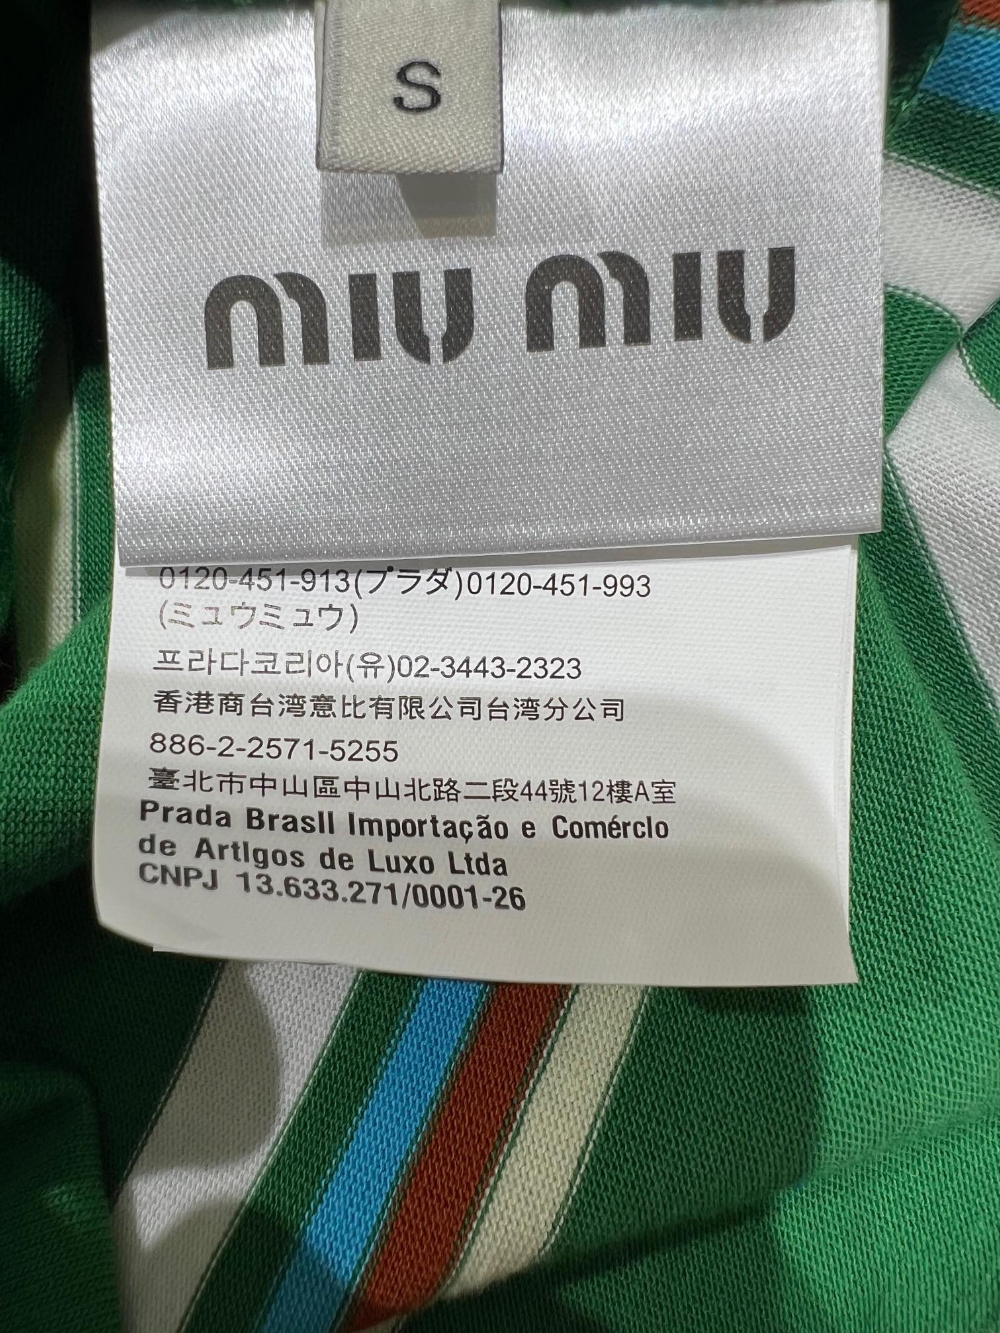 S
miu miu
0120-451-913(プラダ)0120-451-993
(ミュウミュウ)
프라다코리아(유)02-3443-2323
香港商台湾意比有限公司台湾分公司
886-2-2571-5255
臺北市中山區中山北路二段44號12樓A室
Prada Brasil Importação e Comércio
de Artigos de Luxo Ltda
CNPJ 13.633.271/0001-26